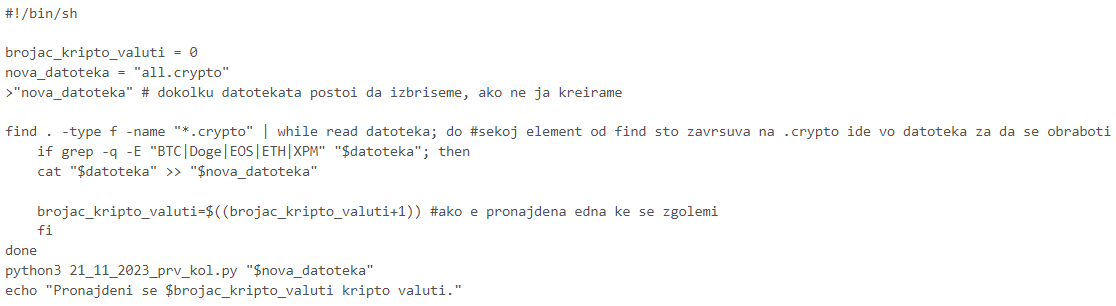 #!/bin/sh

brojac_kripto_valuti = 0
nova_datoteka = "all.crypto"
>"nova_datoteka" # dokolku datotekata postoi da izbriseme, ako ne ja kreirame

find . -type f -name "*.crypto" | while read datoteka; do #sekoj element od find sto zavrsuva na .crypto ide vo datoteka za da se obraboti
    if grep -q -E "BTC|Doge|EOS|ETH|XPM" "$datoteka"; then
    cat "$datoteka" >> "$nova_datoteka"

    brojac_kripto_valuti=$((brojac_kripto_valuti+1)) #ako e pronajdena edna ke se zgolemi
    fi
done
python3 21_11_2023_prv_kol.py "$nova_datoteka"
echo "Pronajdeni se $brojac_kripto_valuti kripto valuti."